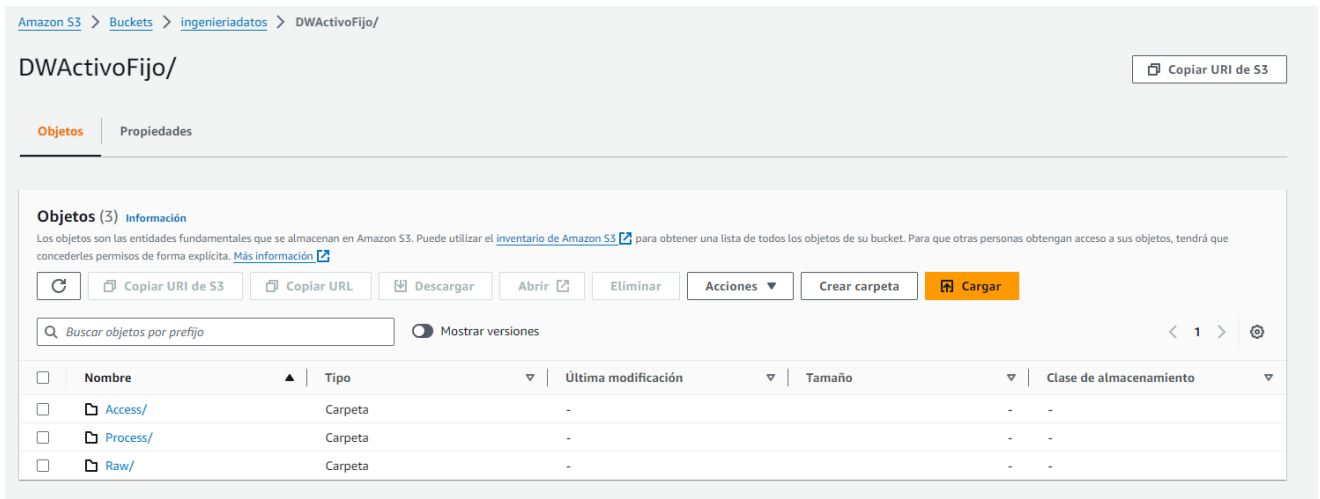 Amazon S3 > Buckets > ingenieriadatos > DWActivoFijo/
DWActivoFijo/
Copiar URI de S3
Objetos Propiedades
Objetos (3) Información
Los objetos son las entidades fundamentales que se almacenan en Amazon S3. Puede utilizar el inventario de Amazon S3 para obtener una lista de todos los objetos de su bucket. Para que otras personas obtengan acceso a sus objetos, tendrá que
concederles permisos de forma explícita. Más información
Copiar URI de S3 Copiar URL Descargar Abrir Eliminar Acciones Crear carpeta Cargar
Buscar objetos por prefijo Mostrar versiones < 1 >
Nombre Tipo Última modificación Tamaño Clase de almacenamiento
Access/ Carpeta - - -
Process/ Carpeta - - -
Raw/ Carpeta - - -